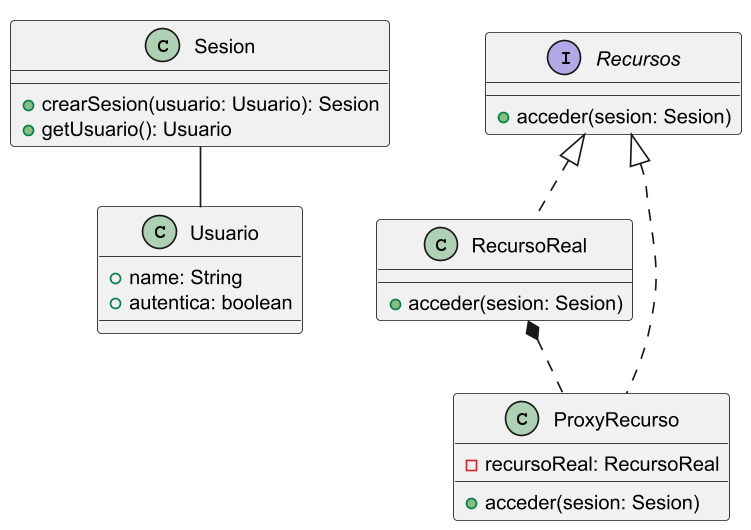 C Sesion
crearSesion(usuario: Usuario): Sesion
getUsuario(): Usuario
C Usuario
name: String
autentica: boolean
I Recursos
acceder(sesion: Sesion)
C RecursoReal
acceder(sesion: Sesion)
C ProxyRecurso
recursoReal: RecursoReal
acceder(sesion: Sesion)